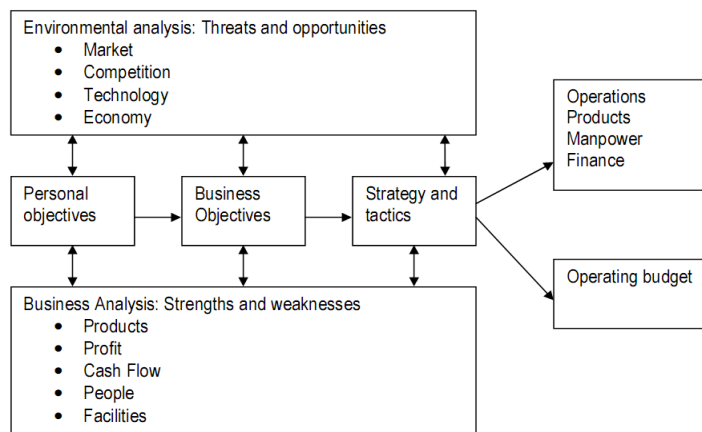 Environmental analysis: Threats and opportunities
• Market
• Competition
• Technology
• Economy
Operations
Products
Manpower
Finance
Personal
objectives
Business
Objectives
Strategy and
tactics
Operating budget
Business Analysis: Strengths and weaknesses
• Products
• Profit
• Cash Flow
• People
• Facilities